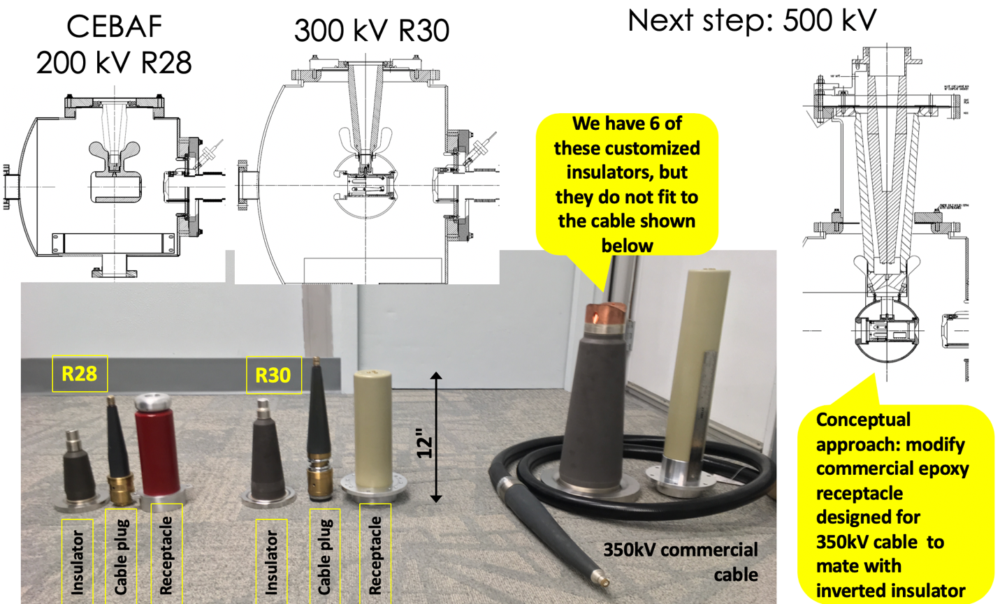 CEBAF
200 kV R28
300 kV R30
Next step: 500 kV
We have 6 of
these customized
insulators, but
they do not fit to
the cable shown
below
R28
R30
12"
Insulator
Cable plug
Receptacle
Insulator
Cable plug
Receptacle
350kV commercial
cable
Conceptual
approach: modify
commercial epoxy
receptacle
designed for
350kV cable to
mate with
inverted insulator